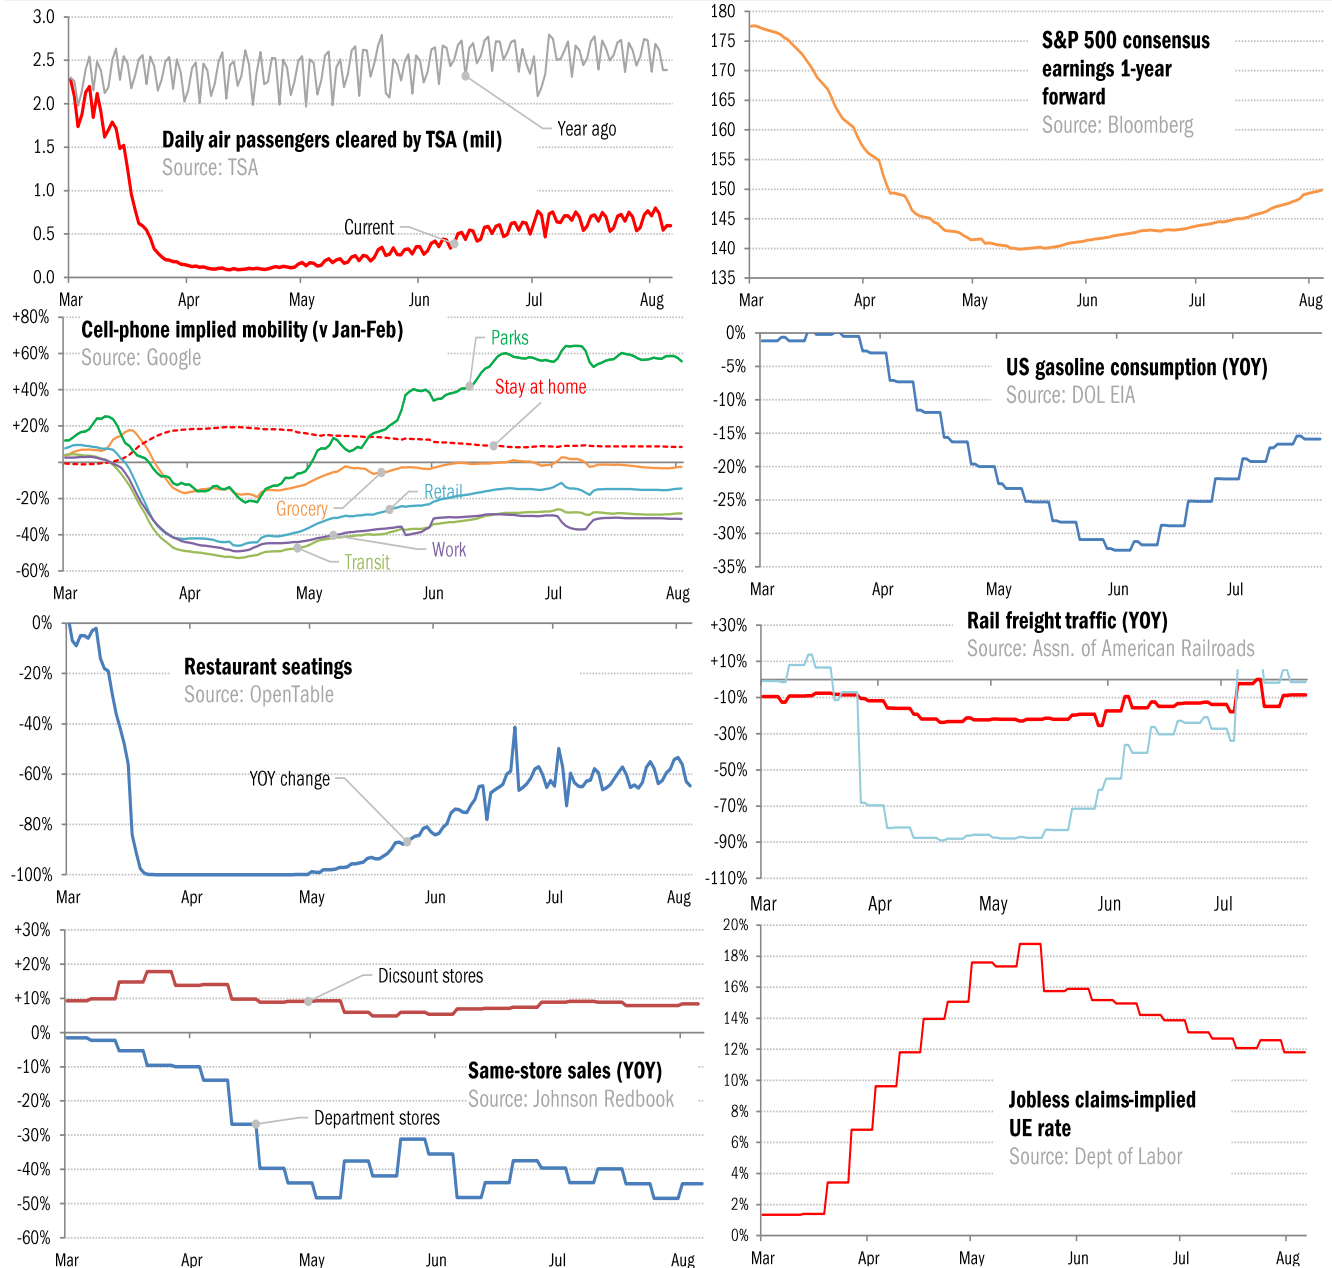 3.0
2.5
2.0
1.5
1.0
0.5
0.0
Daily air passengers cleared by TSA (mil)
Source: TSA
Year ago
Current
Mar Apr May Jun Jul Aug
180
175
170
165
160
155
150
145
140
135
S&P 500 consensus
earnings 1-year
forward
Source: Bloomberg
Mar Apr May Jun Jul Aug
+80%
+60%
+40%
+20%
-20%
-40%
-60%
Cell-phone implied mobility (v Jan-Feb)
Source: Google
Parks
Stay at home
Grocery
Retail
Work
Transit
Mar Apr May Jun Jul Aug
0%
-5%
-10%
-15%
-20%
-25%
-30%
-35%
US gasoline consumption (YOY)
Source: DOL EIA
Mar Apr May Jun Jul
0%
-20%
-40%
-60%
-80%
-100%
Restaurant seatings
Source: OpenTable
YOY change
Mar Apr May Jun Jul Aug
Rail freight traffic (YOY)
Source: Assn. of American Railroads
+30%
+10%
-10%
-30%
-50%
-70%
-90%
-110%
Mar Apr May Jun Jul
+30%
+20%
+10%
0%
-10%
-20%
-30%
-40%
-50%
-60%
Dicsount stores
Same-store sales (YOY)
Source: Johnson Redbook
Department stores
Mar Apr May Jun Jul Aug
20%
18%
16%
14%
12%
10%
8%
6%
4%
2%
0%
Jobless claims-implied
UE rate
Source: Dept of Labor
Mar Apr May Jun Jul Aug